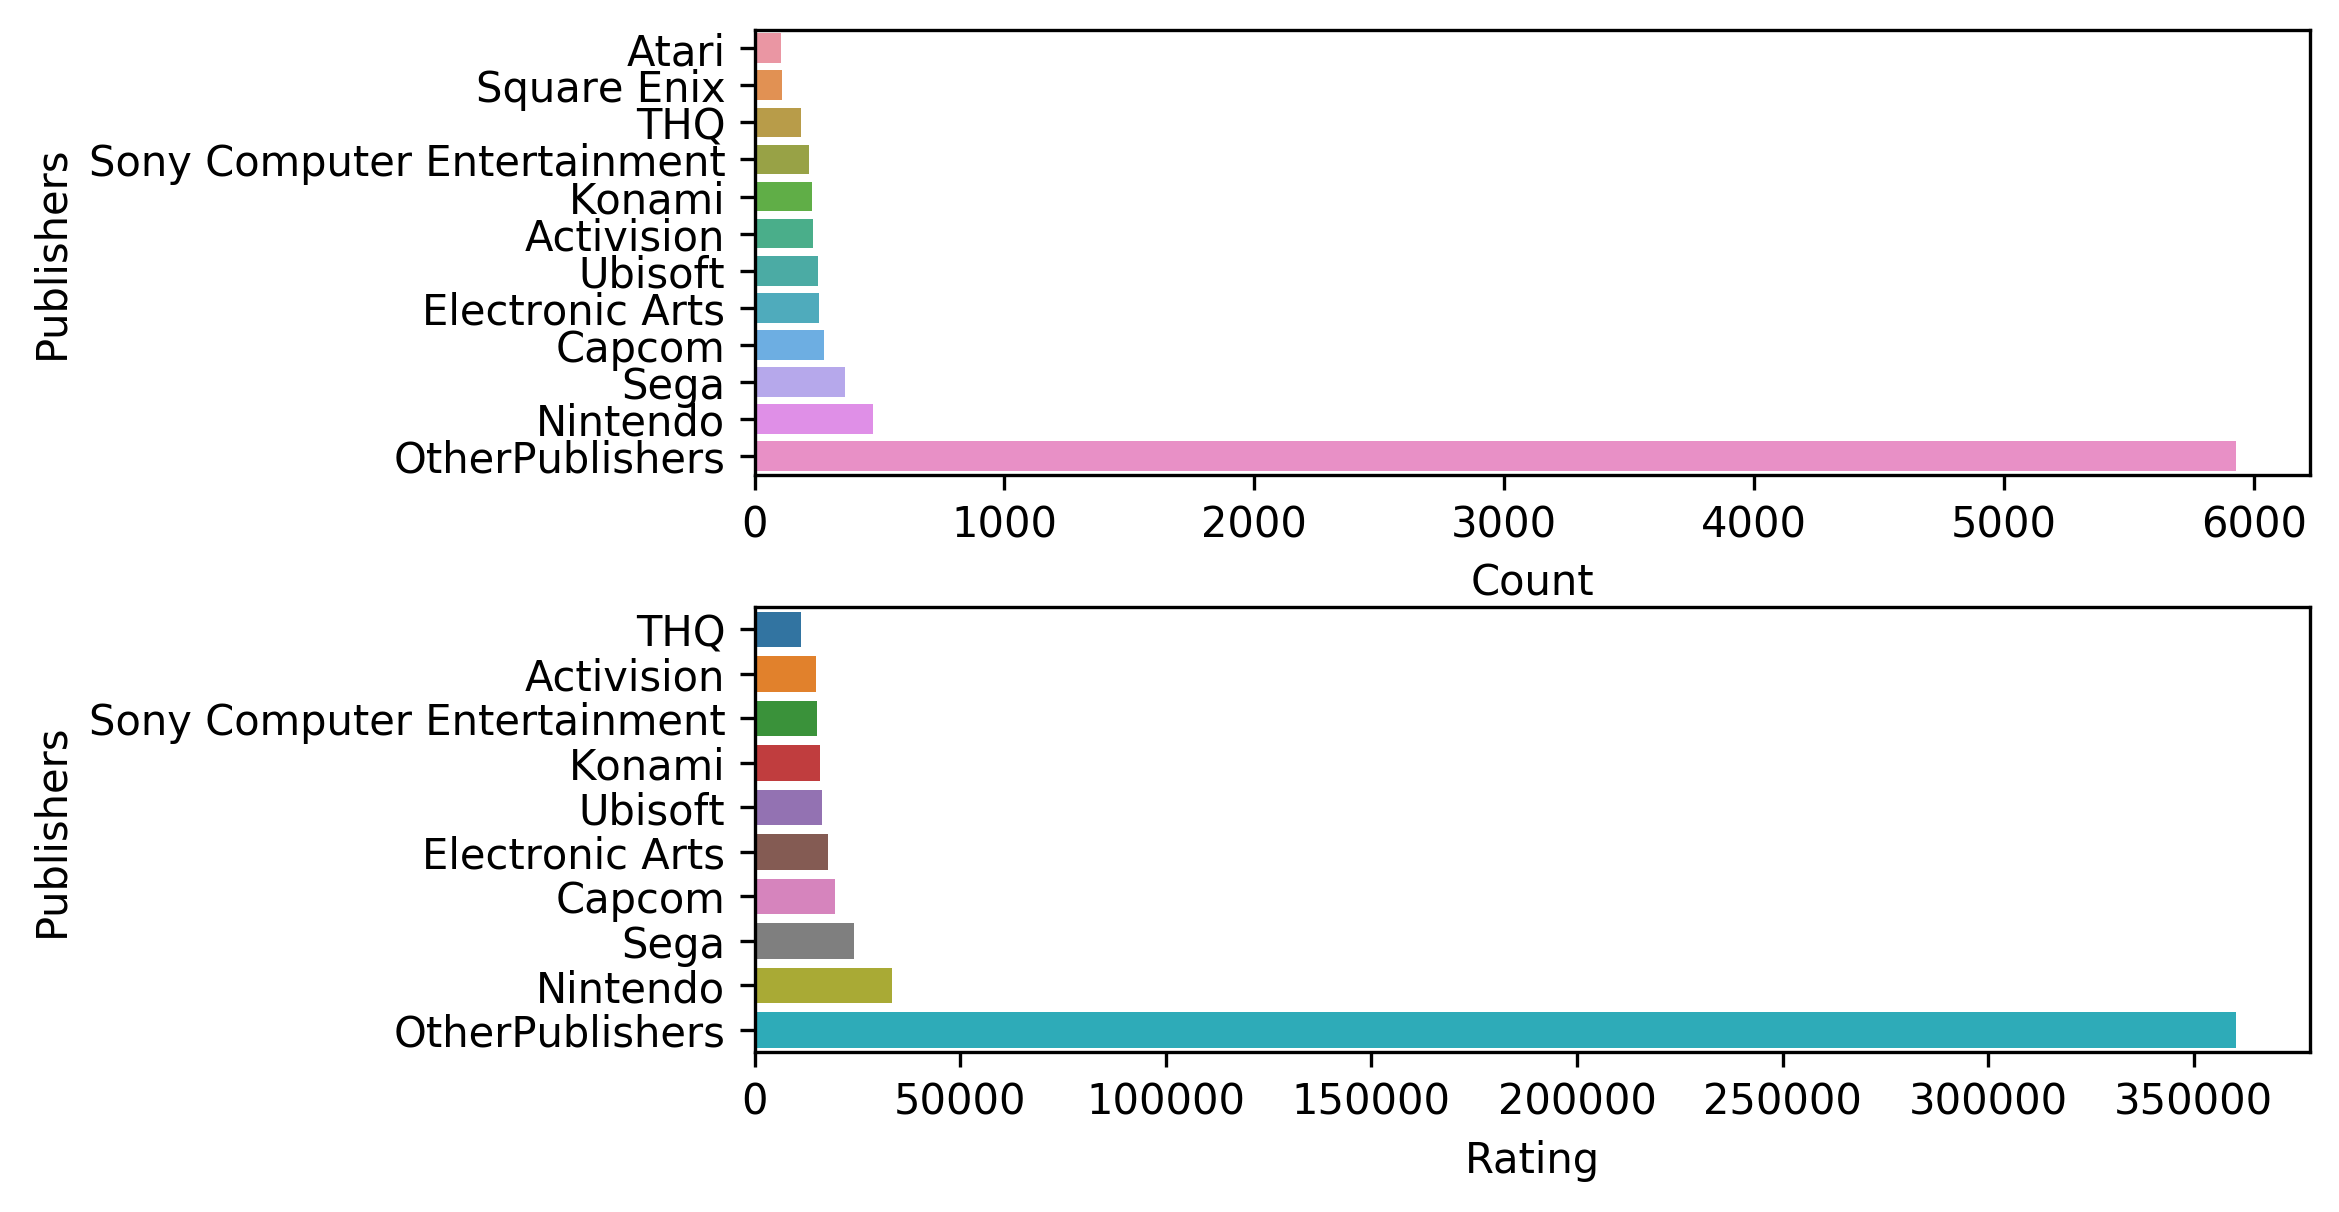 Publishers
Atari
Square Enix
THQ
Sony Computer Entertainment
Konami
Activision
Ubisoft
Electronic Arts
Capcom
Sega
Nintendo
OtherPublishers
0 1000 2000 3000 4000 5000 6000
Count
Publishers
THQ
Activision
Sony Computer Entertainment
Konami
Ubisoft
Electronic Arts
Capcom
Sega
Nintendo
OtherPublishers
0 50000 100000 150000 200000 250000 300000 350000
Rating